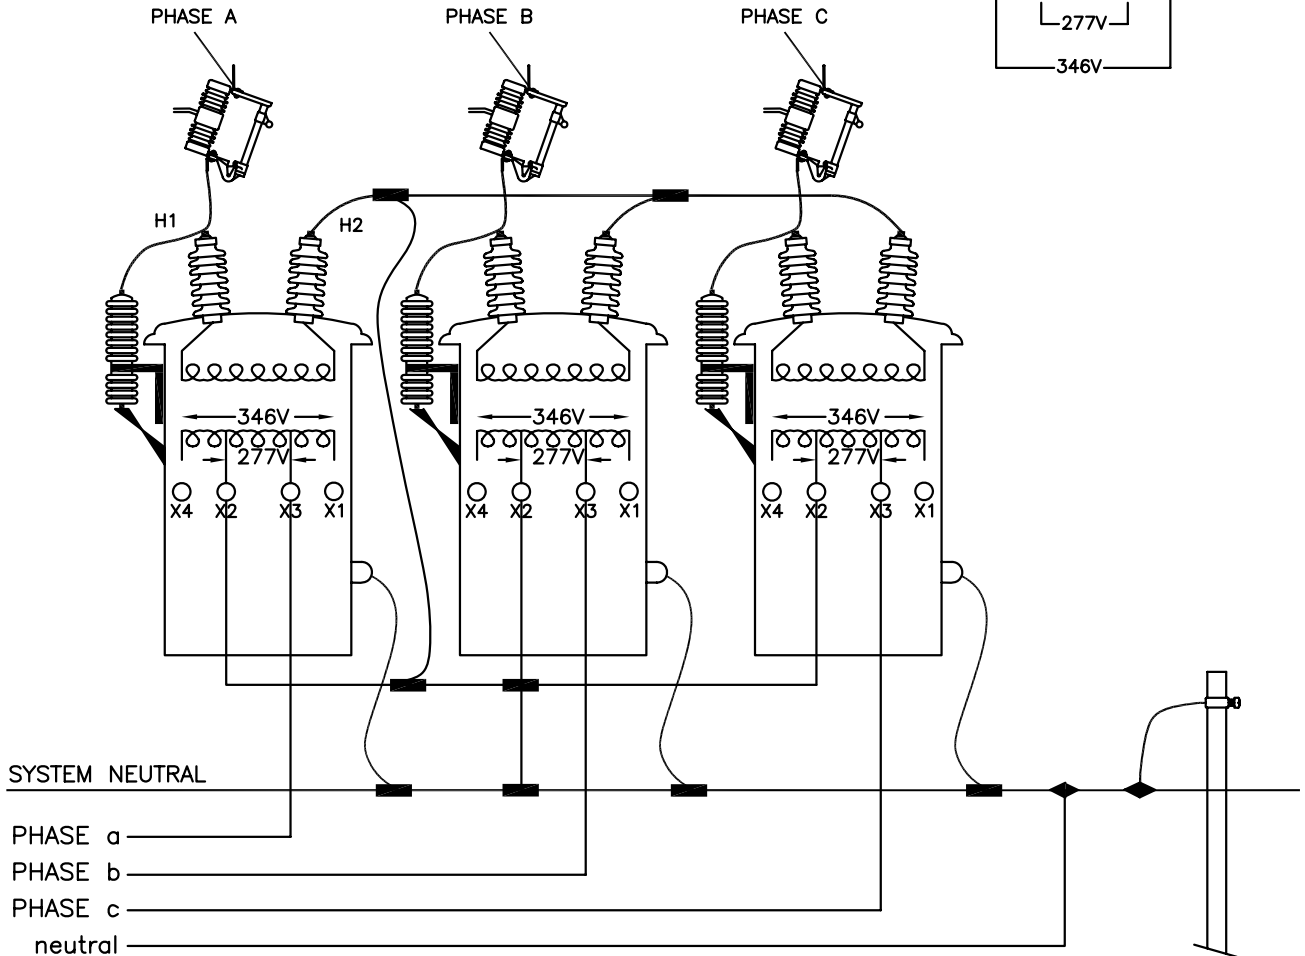 PHASE A
PHASE B
PHASE C
277V
346V
H1
H2
346V
346V
346V
277V
277V
277V
X4 X2 X3 X1
X4 X2 X3 X1
X4 X2 X3 X1
SYSTEM NEUTRAL
PHASE a
PHASE b
PHASE c
neutral